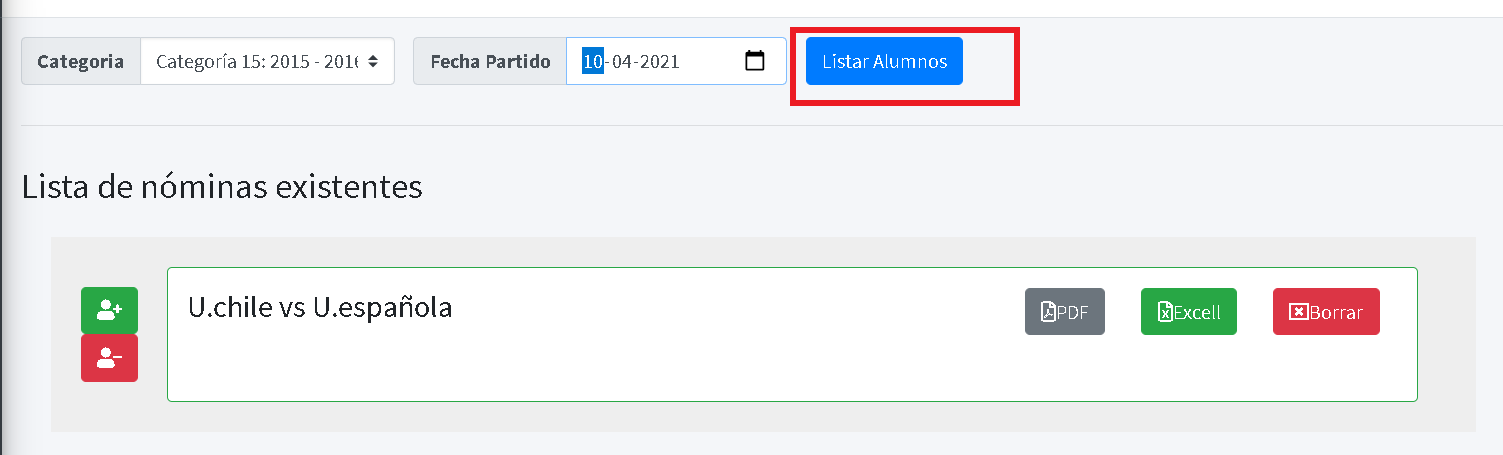 Categoria Categoría 15: 2015 - 2016 Fecha Partido 10-04-2021 Listar Alumnos
Lista de nóminas existentes
U.chile vs U.española PDF Excell Borrar